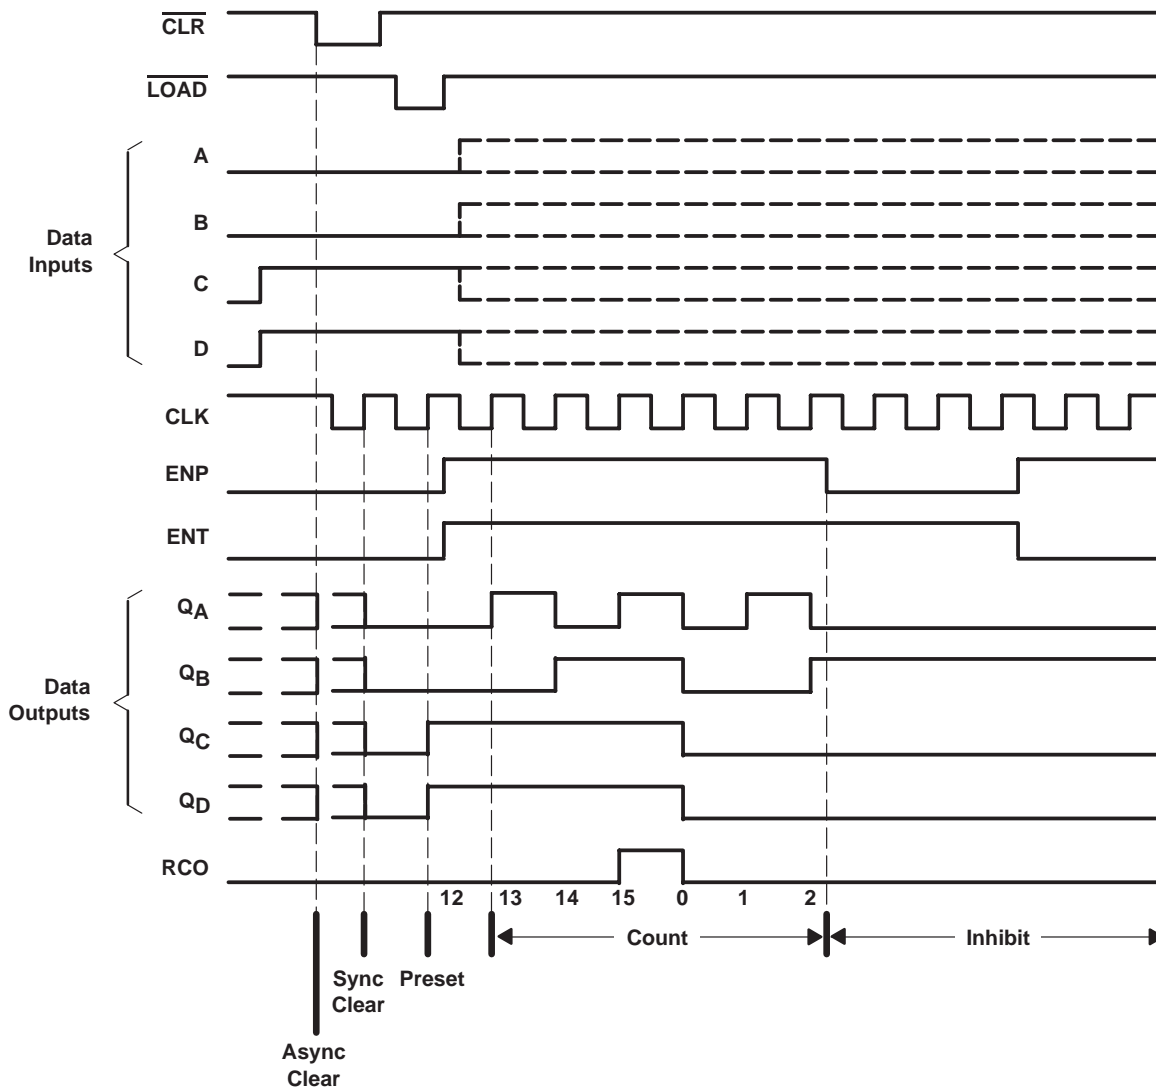 CLR
LOAD
A
B
Data
Inputs
C
D
CLK
ENP
ENT
QA
QB
Data
Outputs
QC
QD
RCO
12 13 14 15 0 1 2
Count Inhibit
Sync Preset
Clear
Async
Clear